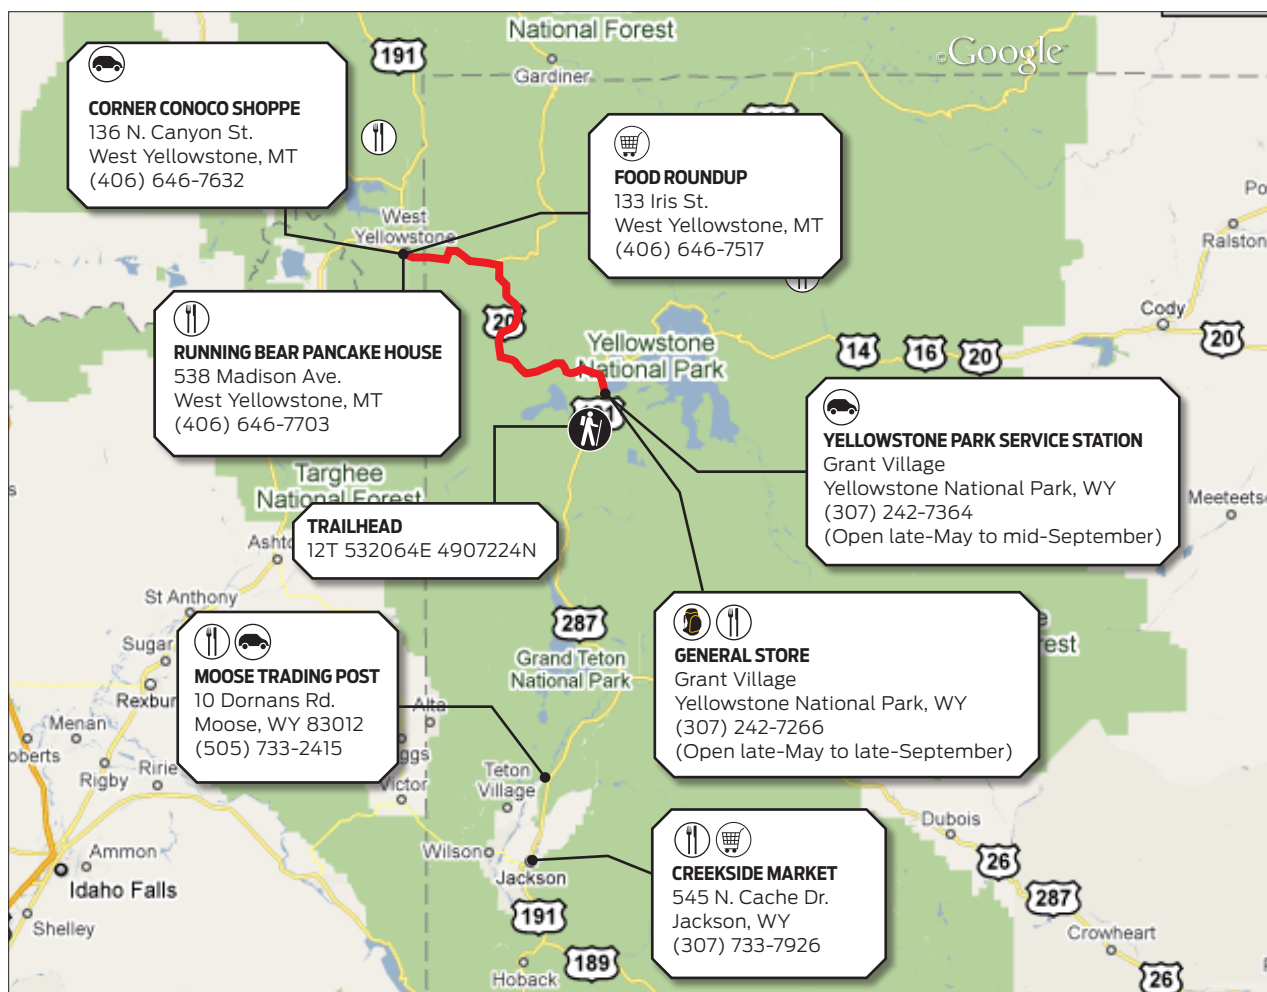 National Forest
191
Gardiner
©Google
CORNER CONOCO SHOPPE
136 N. Canyon St.
West Yellowstone, MT
(406) 646-7632
FOOD ROUNDUP
133 Iris St.
West Yellowstone, MT
(406) 646-7517
West
Yellowstone
Ralston
Cody
RUNNING BEAR PANCAKE HOUSE
538 Madison Ave.
West Yellowstone, MT
(406) 646-7703
20
Yellowstone
National Park
14
16
20
20
YELLOWSTONE PARK SERVICE STATION
Grant Village
Yellowstone National Park, WY
(307) 242-7364
(Open late-May to mid-September)
Targhee
National Forest
TRAILHEAD
12T 532064E 4907224N
St Anthony
287
Grand Teton
National Park
MOOSE TRADING POST
10 Dornans Rd.
Moose, WY 83012
(505) 733-2415
GENERAL STORE
Grant Village
Yellowstone National Park, WY
(307) 242-7266
(Open late-May to late-September)
Sugar
Menan
Rigby
Ririe
Alta
Victor
Teton
Village
Wilson
Jackson
191
Hoback
189
Ammon
Idaho Falls
Shelley
CREEKSIDE MARKET
545 N. Cache Dr.
Jackson, WY
(307) 733-7926
Dubois
26
287
Crowheart
26